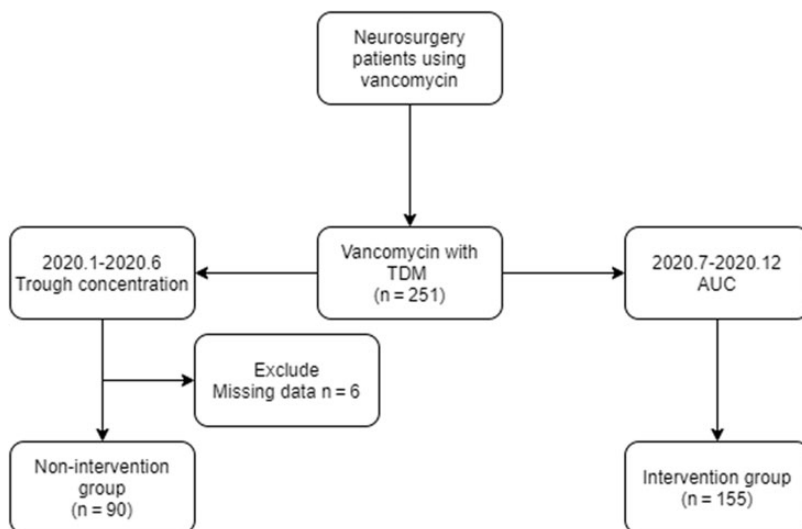 Neurosurgery
patients using
vancomycin
2020.1-2020.6
Trough concentration
Vancomycin with
TDM
(n = 251)
2020.7-2020.12
AUC
Exclude
Missing data n = 6
Non-intervention
group
(n = 90)
Intervention group
(n = 155)